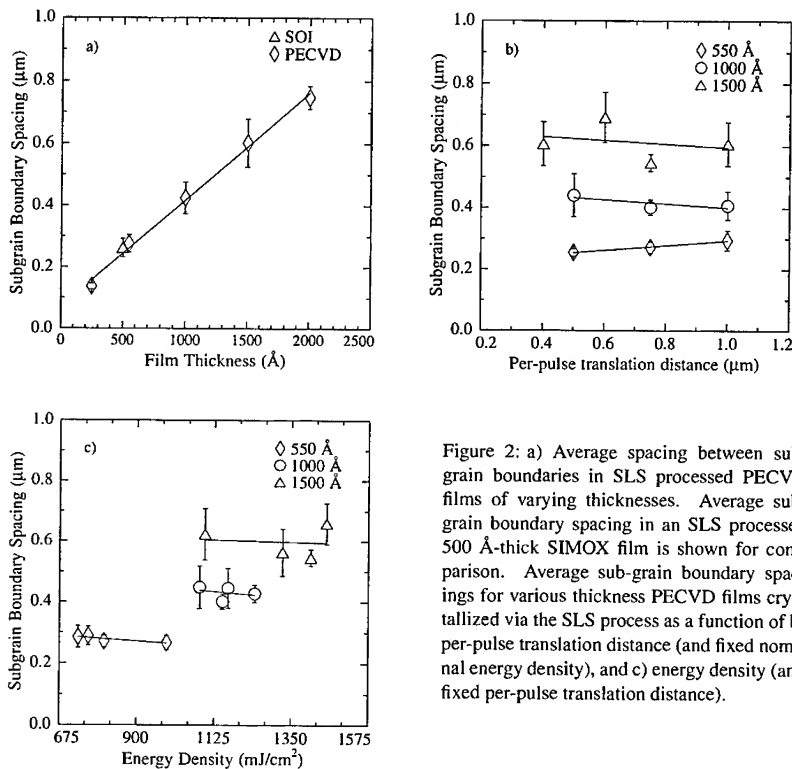 a)
△ SOI
◇ PECVD
Subgrain Boundary Spacing (μm)
1.0
0.8
0.6
0.4
0.2
0.0
0 500 1000 1500 2000 2500
Film Thickness (Å)
b)
◇ 550 Å
○ 1000 Å
△ 1500 Å
Subgrain Boundary Spacing (μm)
1.0
0.8
0.6
0.4
0.2
0.0
0.2 0.4 0.6 0.8 1.0 1.2
Per-pulse translation distance (μm)
c)
◇ 550 Å
○ 1000 Å
△ 1500 Å
Subgrain Boundary Spacing (μm)
1.0
0.8
0.6
0.4
0.2
0.0
675 900 1125 1350 1575
Energy Density (mJ/cm²)
Figure 2: a) Average spacing between sub
grain boundaries in SLS processed PECV
films of varying thicknesses. Average sub
grain boundary spacing in an SLS processe
500 Å-thick SIMOX film is shown for con
parison. Average sub-grain boundary spac
ings for various thickness PECVD films cry
tallized via the SLS process as a function of
per-pulse translation distance (and fixed nom
nal energy density), and c) energy density (an
fixed per-pulse translation distance).